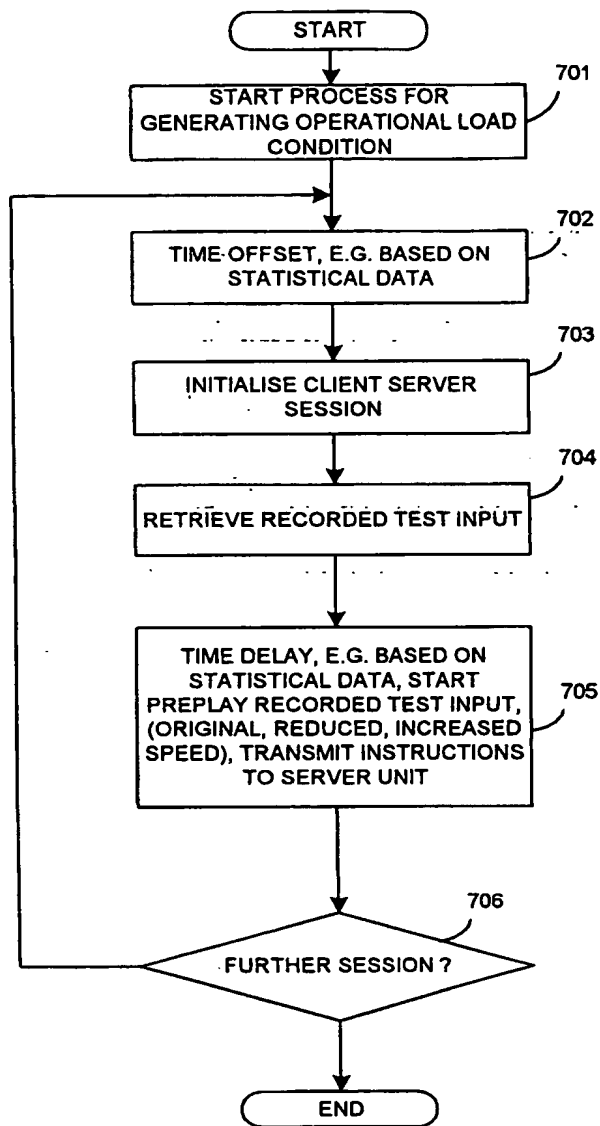 START
701
START PROCESS FOR
GENERATING OPERATIONAL LOAD
CONDITION
702
TIME-OFFSET, E.G. BASED ON
STATISTICAL DATA
703
INITIALISE CLIENT SERVER
SESSION
704
RETRIEVE RECORDED TEST INPUT
TIME DELAY, E.G. BASED ON
STATISTICAL DATA, START
PREPLAY RECORDED TEST INPUT,
(ORIGINAL, REDUCED, INCREASED
SPEED), TRANSMIT INSTRUCTIONS
TO SERVER UNIT
705
706
FURTHER SESSION ?
END